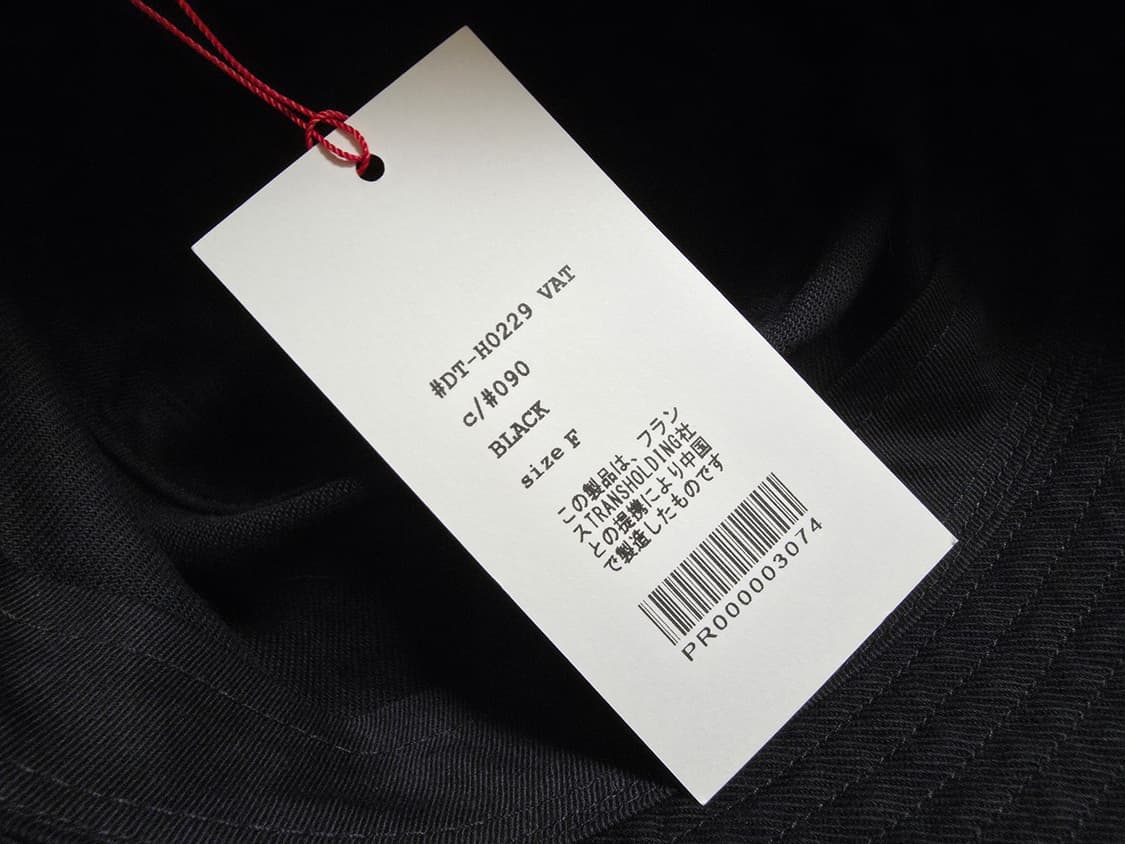 #DT-H0229 VAT
c/#090
BLACK
size F
この製品は、フラン
スTRANSHOLDING社
との提携により中国
で製造したものです
PR000003074